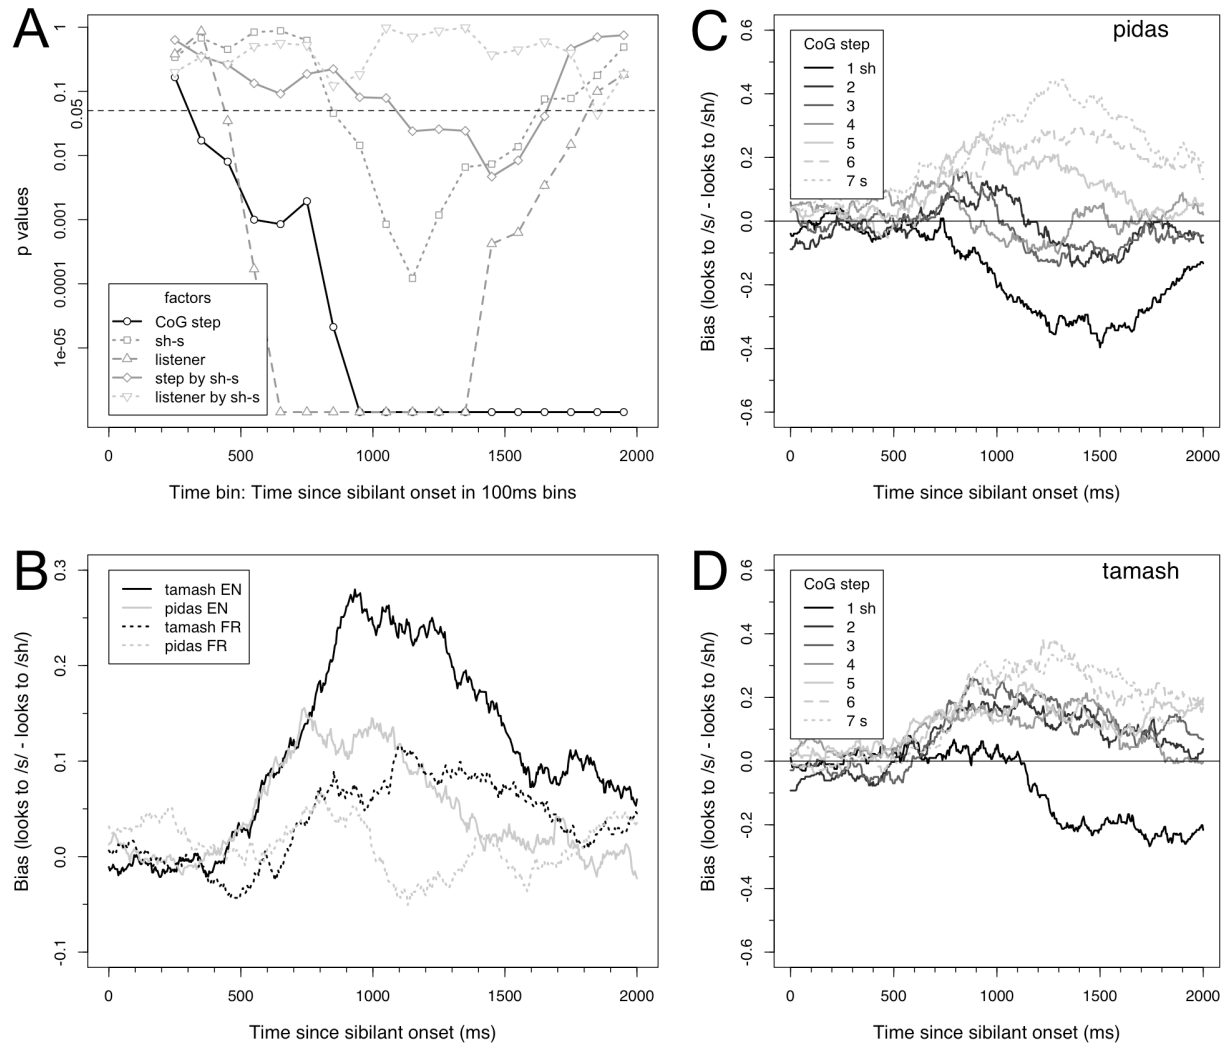 A
1
0.1
0.05
0.01
0.0001
0.0001
1e-05
p values
factors
CoG step
sh-s
listener
step by sh-s
listener by sh-s
0 500 1000 1500 2000
Time bin: Time since sibilant onset in 100ms bins
C
pidas
0.6
0.4
0.2
0.0
-0.2
-0.4
-0.6
Bias (looks to /s/ - looks to /sh/)
CoG step
1 sh
2
3
4
5
6
7 s
0 500 1000 1500 2000
Time since sibilant onset (ms)
B
0.3
0.2
0.1
0.0
-0.1
Bias (looks to /s/ - looks to /sh/)
tamash EN
pidas EN
tamash FR
pidas FR
0 500 1000 1500 2000
Time since sibilant onset (ms)
D
tamash
0.6
0.4
0.2
0.0
-0.2
-0.4
-0.6
Bias (looks to /s/ - looks to /sh/)
CoG step
1 sh
2
3
4
5
6
7 s
0 500 1000 1500 2000
Time since sibilant onset (ms)